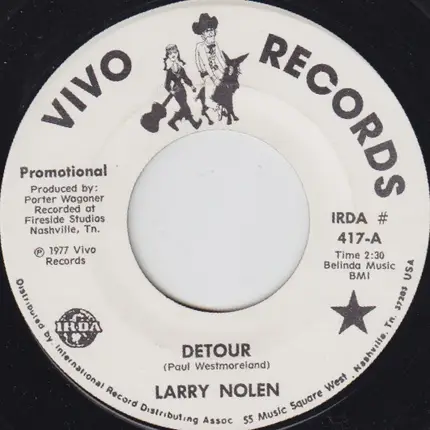 VIVO RECORDS
Promotional
Produced by:
Porter Wagoner
Recorded at
Fireside Studios
Nashville, Tn.
℗ 1977 Vivo
Records
IRDA #
417-A
Time 2:30
Belinda Music
BMI
IRDA
DETOUR
(Paul Westmoreland)
LARRY NOLEN
Distributed by: International Record Distributing Assoc 55 Music Square West, Nashville, Tn. 37203 USA